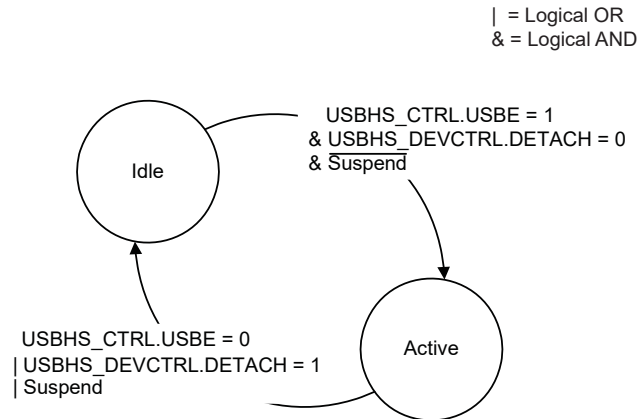 | = Logical OR
& = Logical AND
USBHS_CTRL.USBE = 1
& USBHS_DEVCTRL.DETACH = 0
& S̅u̅s̅p̅e̅n̅d̅
Idle
Active
USBHS_CTRL.USBE = 0
| USBHS_DEVCTRL.DETACH = 1
| Suspend